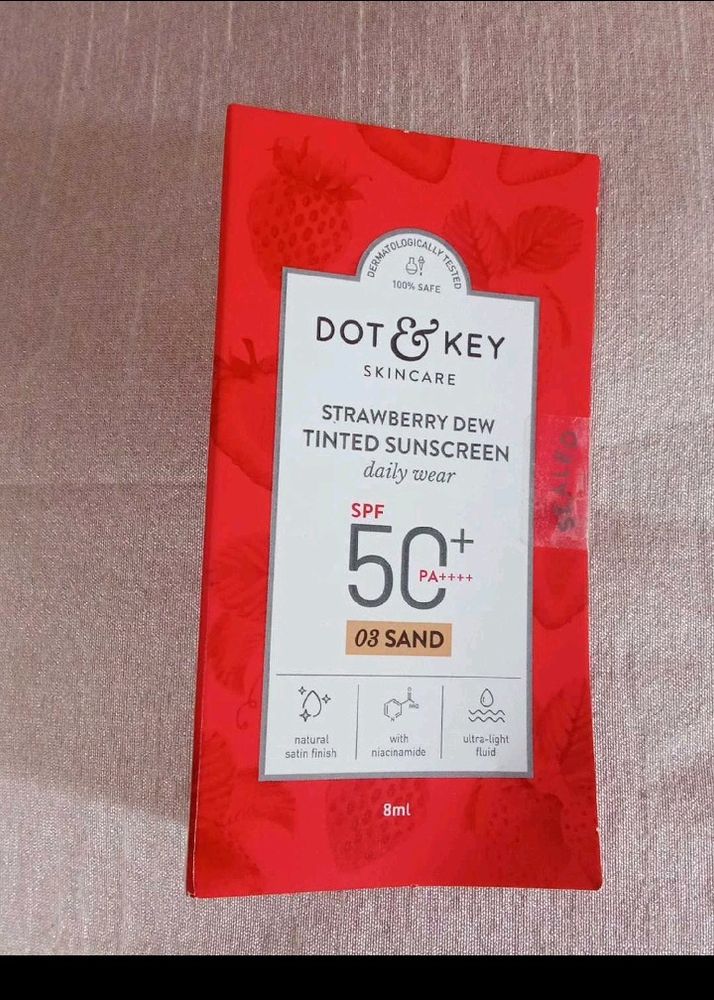 DERMATOLOGICALLY TESTED
100% SAFE
DOT & KEY
SKINCARE
STRAWBERRY DEW
TINTED SUNSCREEN
daily wear
SPF
50+
PA++++
03 SAND
natural
satin finish
with
niacinamide
ultra-light
fluid
8ml
SEALED